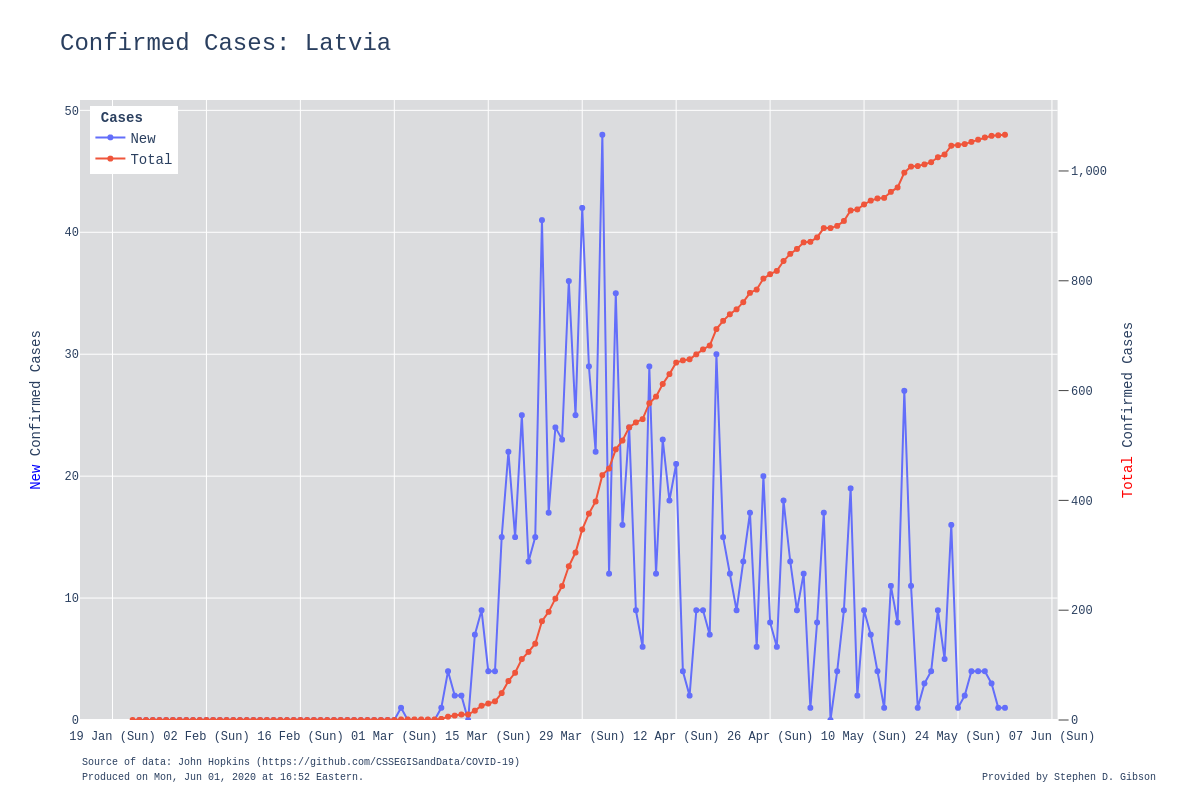 Confirmed Cases: Latvia
Cases
New
Total
50
40
30
20
10
0
1,000
800
600
400
200
0
New Confirmed Cases
Total Confirmed Cases
19 Jan (Sun) 02 Feb (Sun) 16 Feb (Sun) 01 Mar (Sun) 15 Mar (Sun) 29 Mar (Sun) 12 Apr (Sun) 26 Apr (Sun) 10 May (Sun) 24 May (Sun) 07 Jun (Sun)
Source of data: John Hopkins (https://github.com/CSSEGISandData/COVID-19)
Produced on Mon, Jun 01, 2020 at 16:52 Eastern.
Provided by Stephen D. Gibson